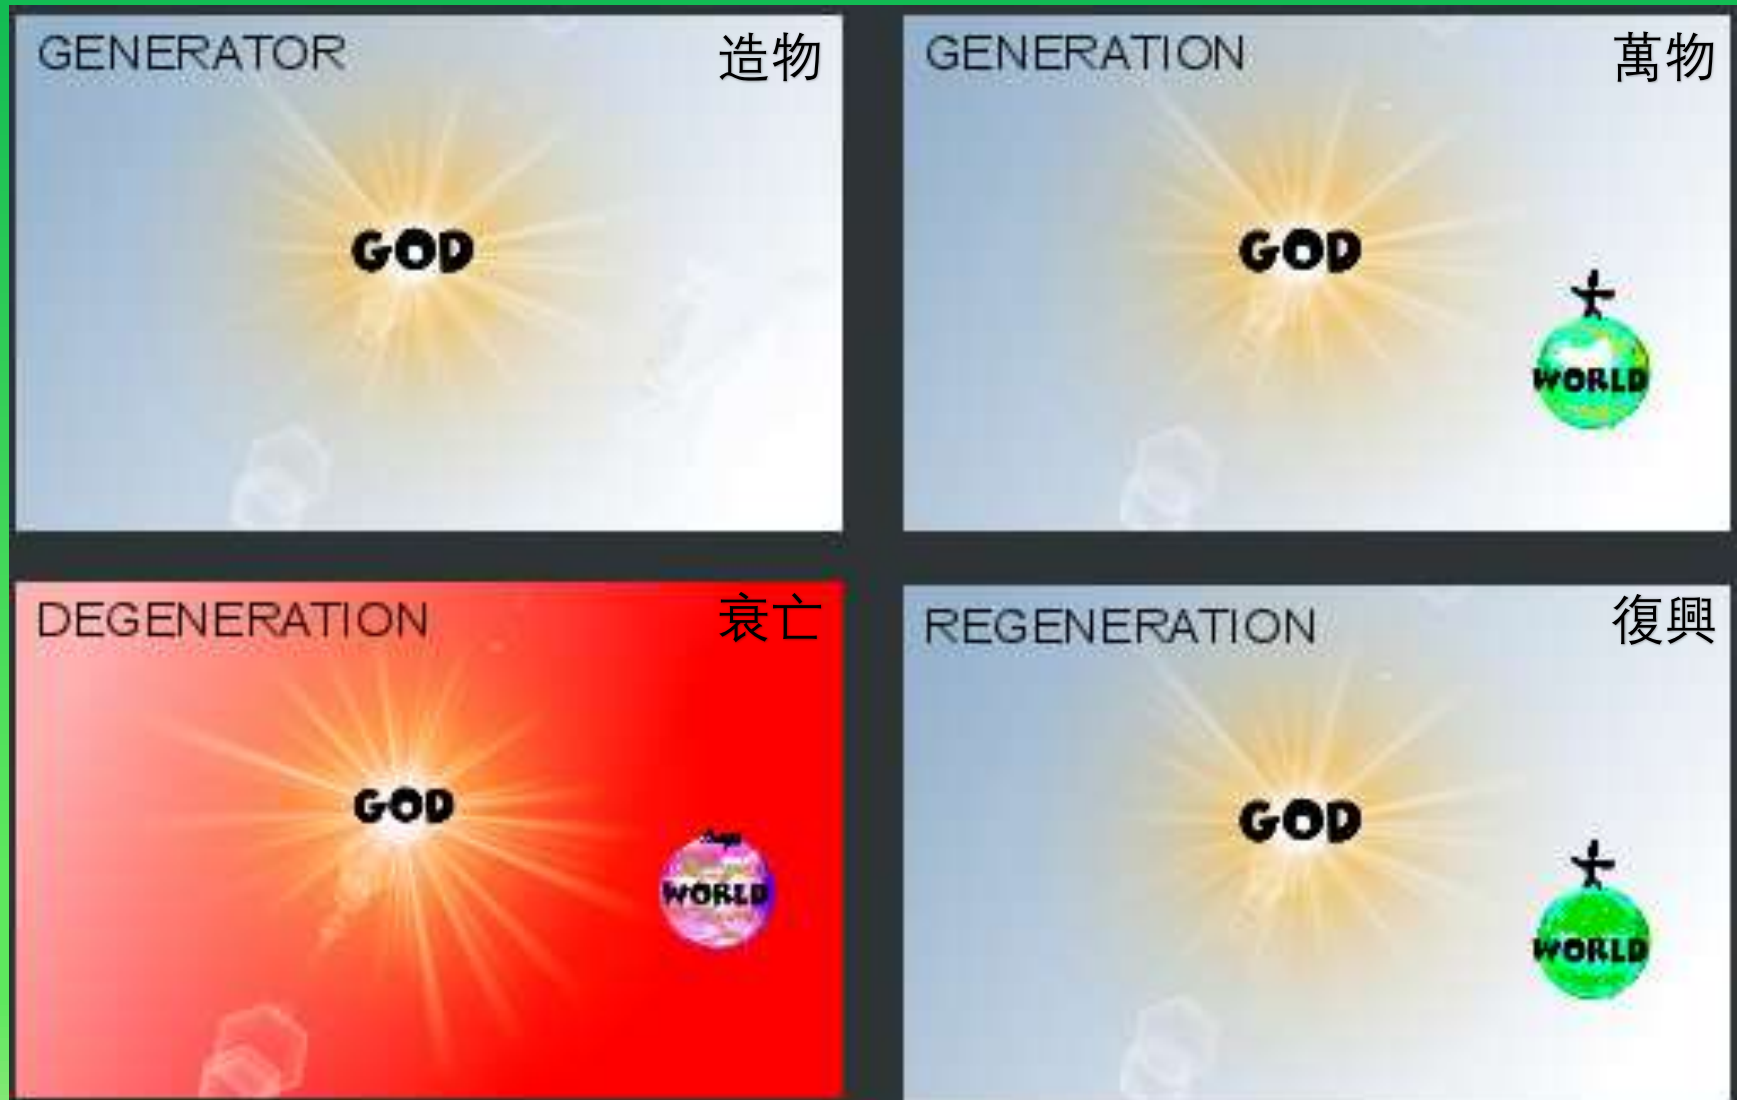 GENERATOR 造物
GOD
GENERATION 萬物
GOD
WORLD
DEGENERATION 衰亡
GOD
WORLD
REGENERATION 復興
GOD
WORLD